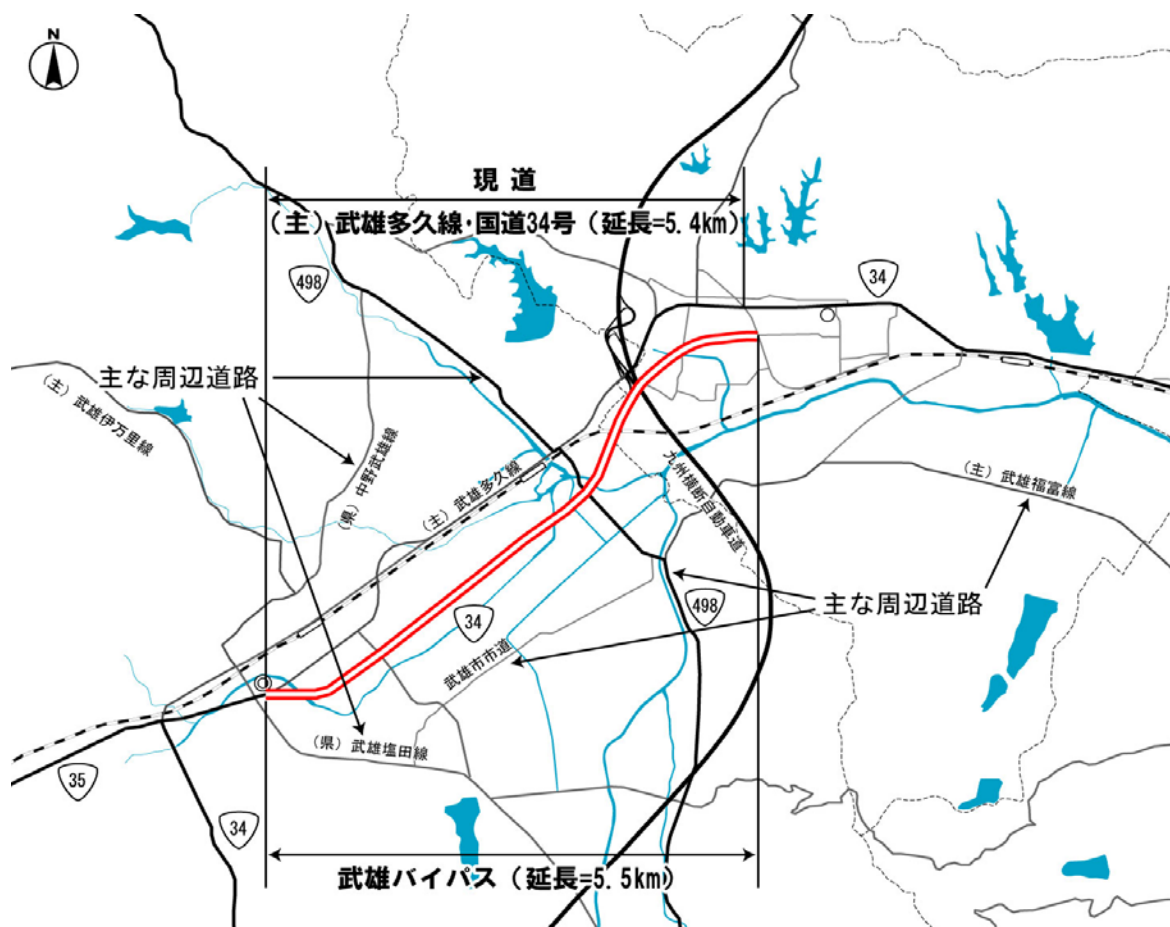 N
現道
(主)武雄多久線・国道34号(延長=5.4km)
498
34
主な周辺道路
(主)武雄伊万里線
(県)中野武雄線
(主)武雄多久線
九州横断自動車道
(主)武雄福富線
主な周辺道路
498
34
武雄市市道
(県)武雄塩田線
35
34
武雄バイパス(延長=5.5km)